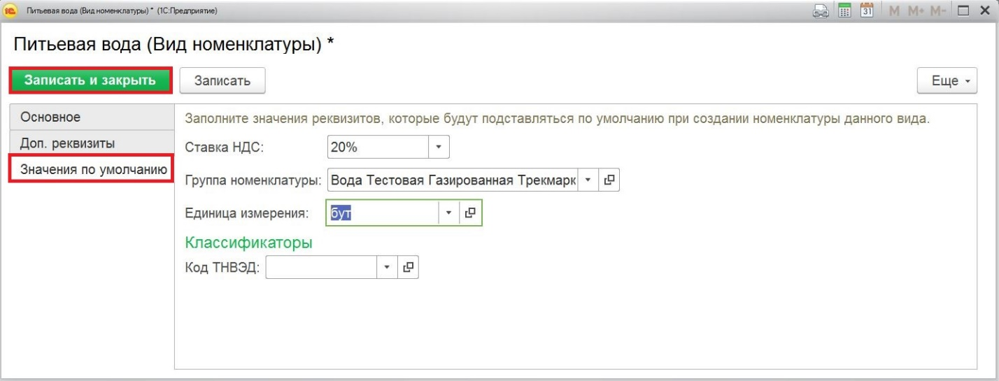 1С Питьевая вода (Вид номенклатуры) * (1С:Предприятие) 31 M M+ M-
Питьевая вода (Вид номенклатуры) *
Записать и закрыть Записать Еще
Основное
Доп. реквизиты
Значения по умолчанию
Заполните значения реквизитов, которые будут подставляться по умолчанию при создании номенклатуры данного вида.
Ставка НДС: 20%
Группа номенклатуры: Вода Тестовая Газированная Трекмарк
Единица измерения: бут
Классификаторы
Код ТНВЭД: